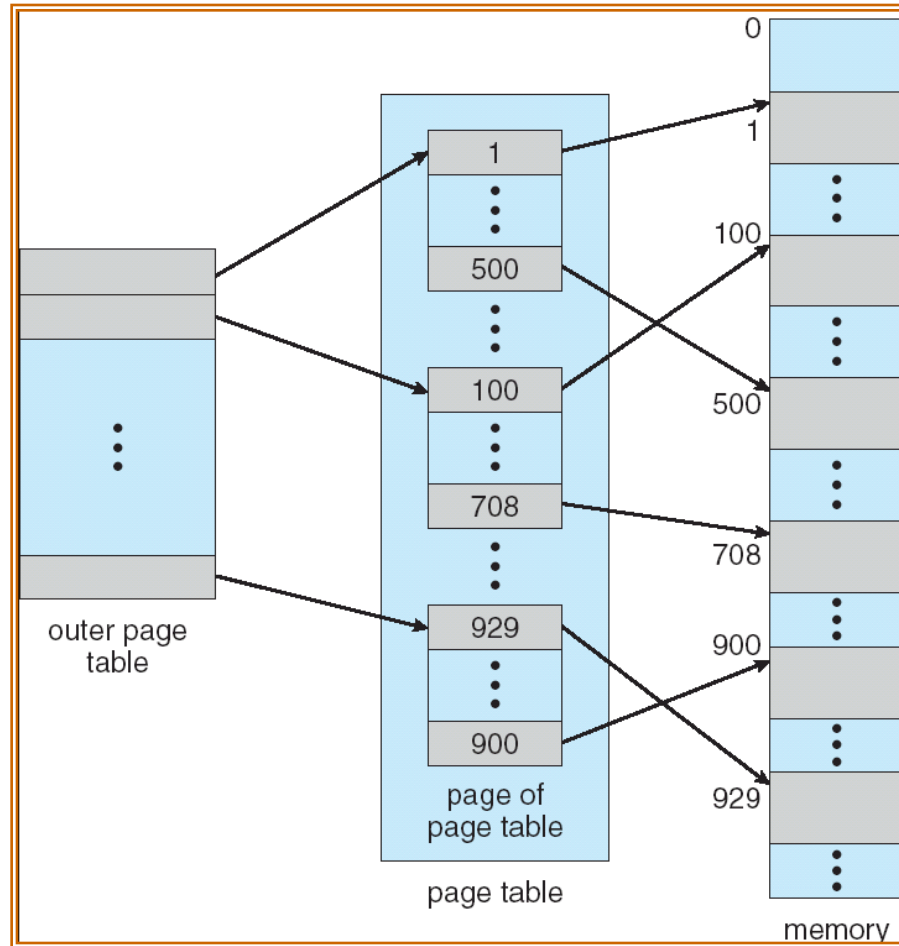 outer page
table
1
500
100
708
929
900
page of
page table
page table
0
1
100
500
708
900
929
memory